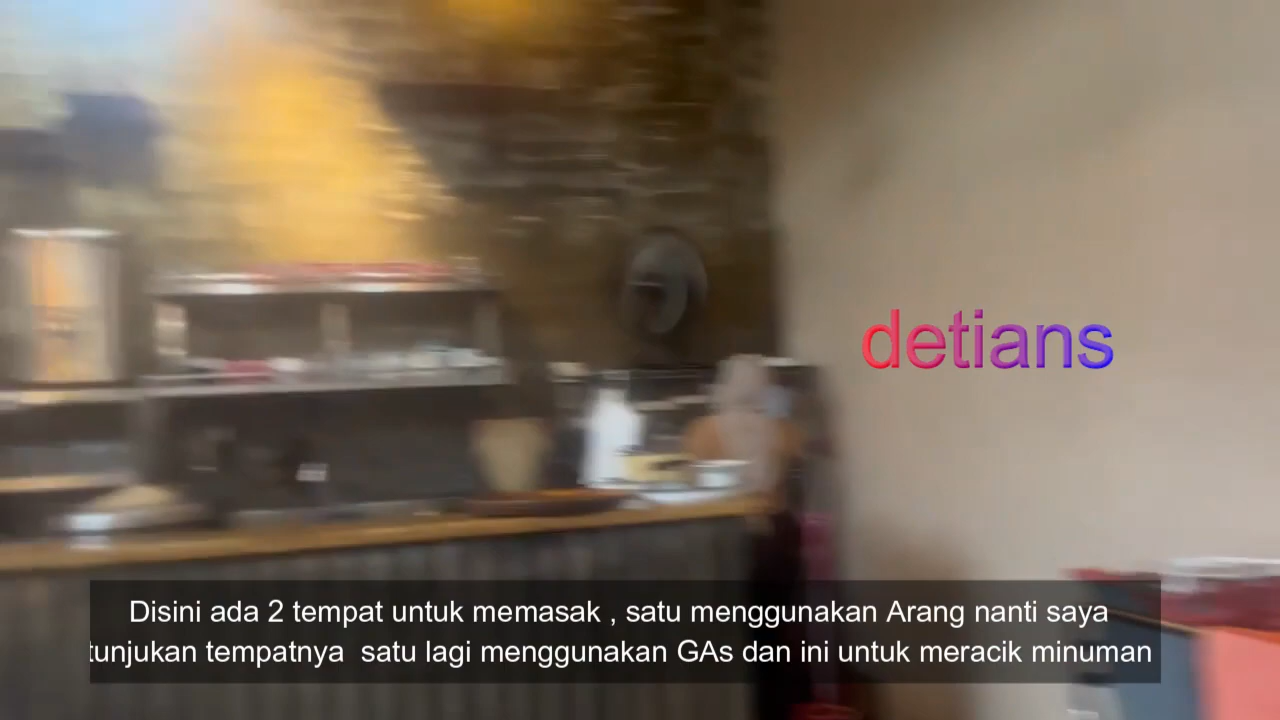 detians
Disini ada 2 tempat untuk memasak , satu menggunakan Arang nanti saya
tunjukan tempatnya  satu lagi menggunakan GAs dan ini untuk meracik minuman